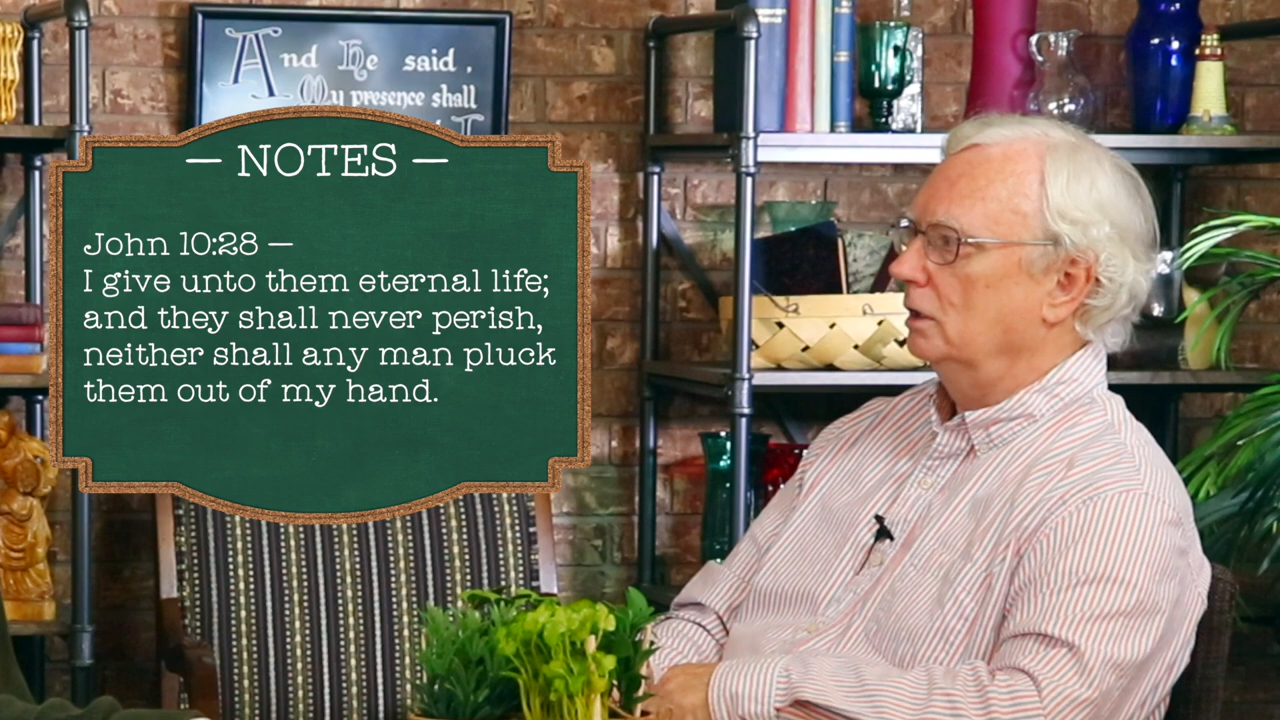 And He said,
My presence shall
— NOTES —
John 10:28 —
I give unto them eternal life;
and they shall never perish,
neither shall any man pluck
them out of my hand.